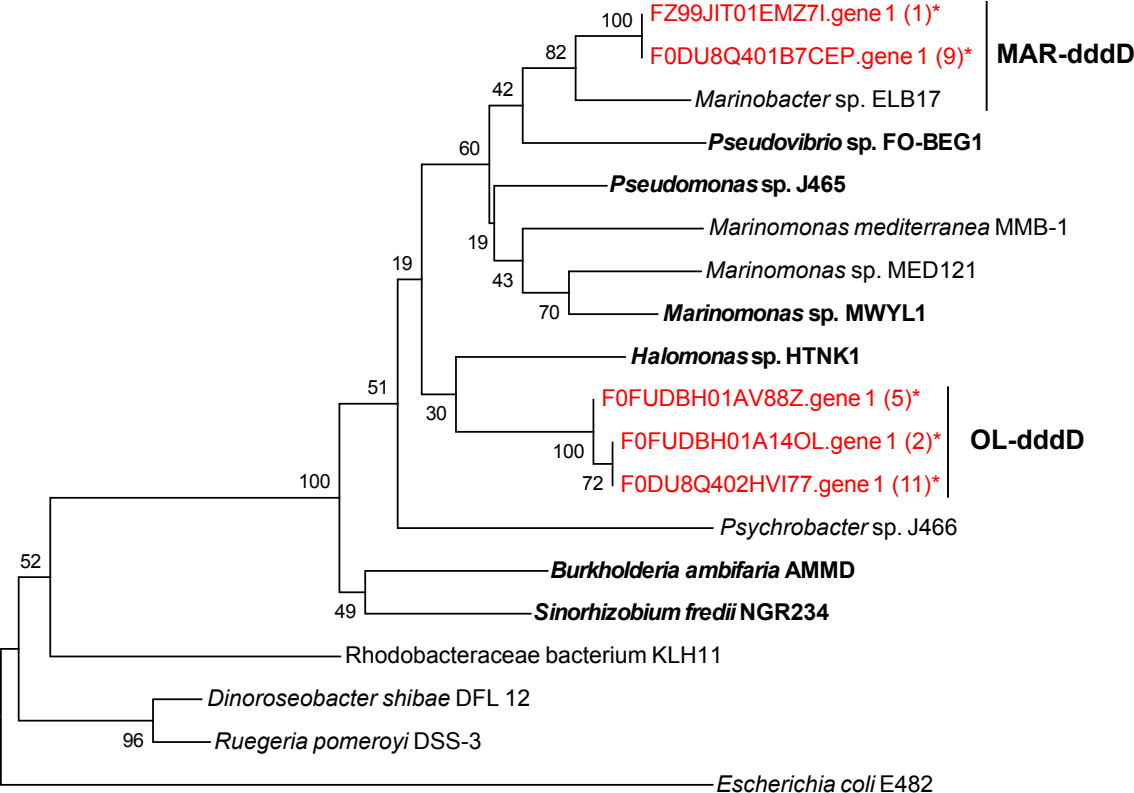 FZ99JIT01EMZ7I.gene 1 (1)*
100
F0DU8Q401B7CEP.gene 1 (9)*
MAR-dddD
82
Marinobacter sp. ELB17
42
Pseudovibrio sp. FO-BEG1
60
Pseudomonas sp. J465
Marinomonas mediterranea MMB-1
19
Marinomonas sp. MED121
43
70
Marinomonas sp. MWYL1
19
Halomonas sp. HTNK1
51
F0FUDBH01AV88Z.gene 1 (5)*
30
F0FUDBH01A14OL.gene 1 (2)*
OL-dddD
100
72
F0DU8Q402HVI77.gene 1 (11)*
100
Psychrobacter sp. J466
52
Burkholderia ambifaria AMMD
49
Sinorhizobium fredii NGR234
Rhodobacteraceae bacterium KLH11
Dinoroseobacter shibae DFL 12
96
Ruegeria pomeroyi DSS-3
Escherichia coli E482